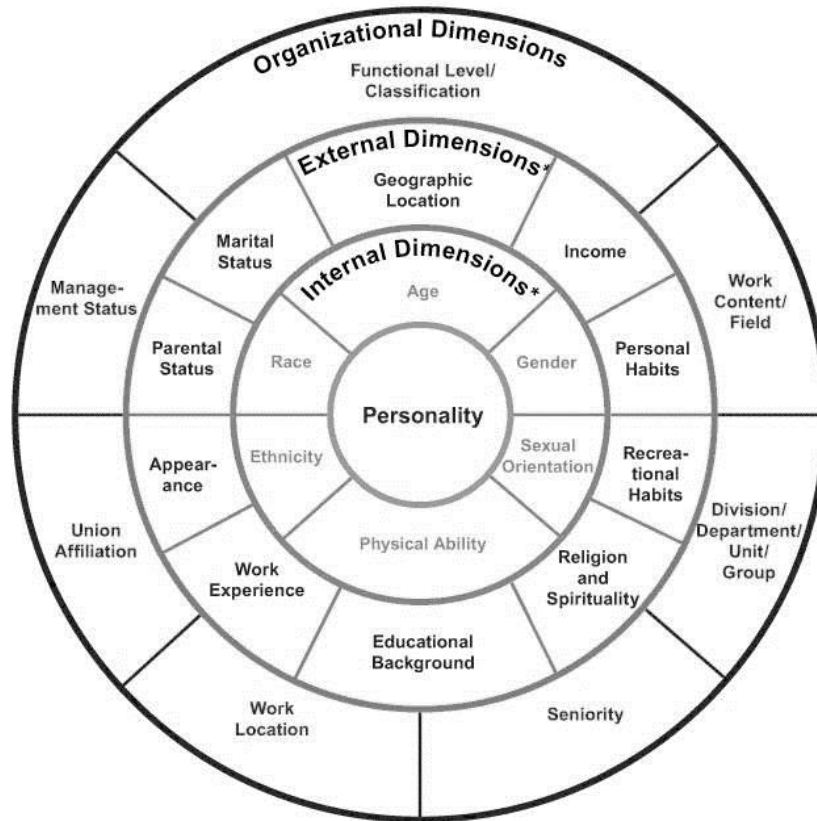 Organizational Dimensions
Functional Level/
Classification
External Dimensions*
Geographic
Location
Marital
Status
Income
Internal Dimensions*
Age
Manage-
ment Status
Work
Content/
Field
Parental
Status
Race
Gender
Personal
Habits
Personality
Appear-
ance
Ethnicity
Sexual
Orientation
Recrea-
tional
Habits
Union
Affiliation
Division/
Department/
Unit/
Group
Physical Ability
Work
Experience
Religion
and
Spirituality
Educational
Background
Work
Location
Seniority